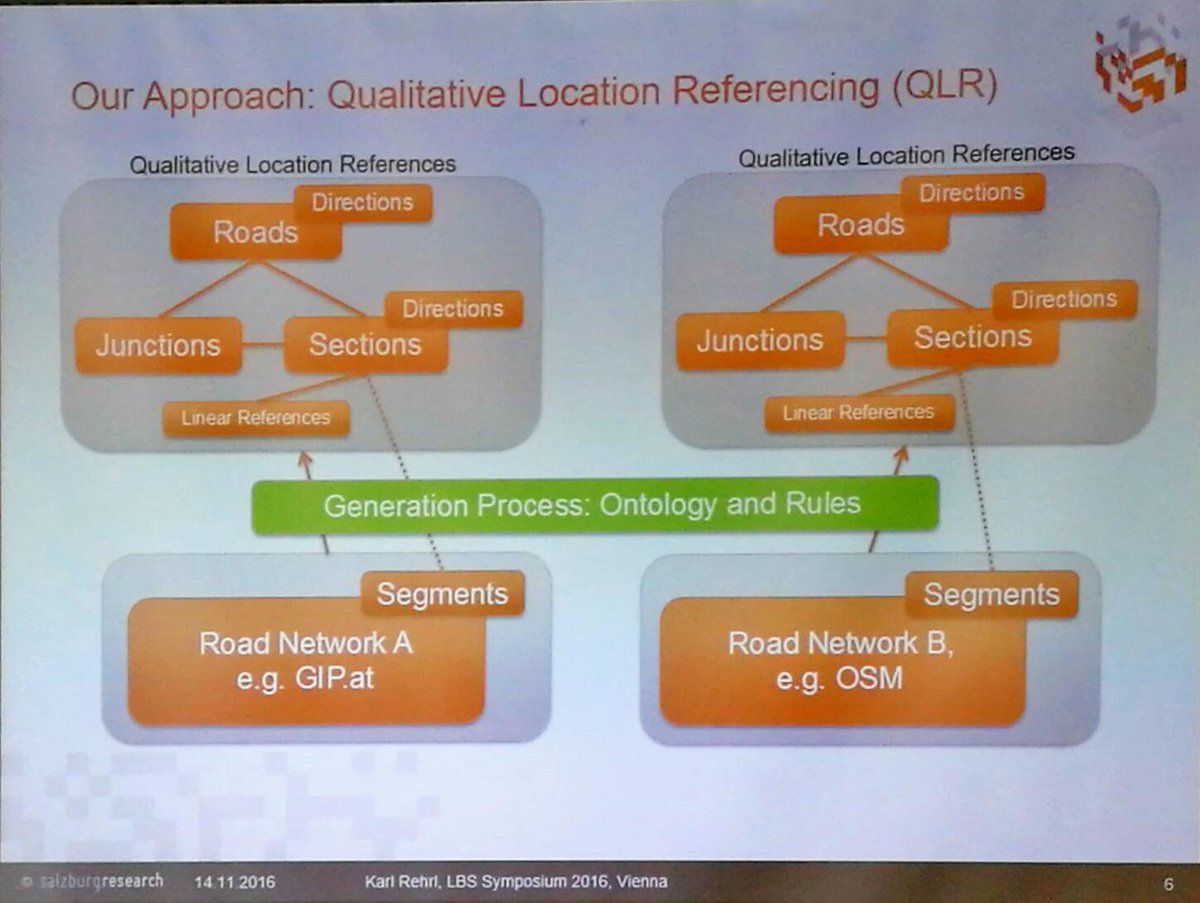 Our Approach: Qualitative Location Referencing (QLR)
Qualitative Location References
Directions
Roads
Directions
Junctions
Sections
Linear References
Qualitative Location References
Directions
Roads
Directions
Junctions
Sections
Linear References
Generation Process: Ontology and Rules
Segments
Road Network A
e.g. GIP.at
Segments
Road Network B,
e.g. OSM
© salzburgresearch 14.11.2016 Karl Rehrl, LBS Symposium 2016, Vienna 6